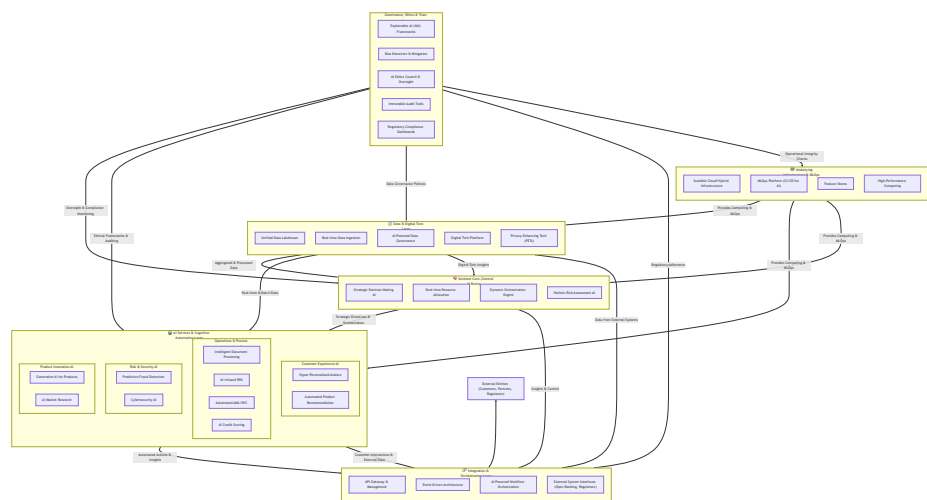 Governance, Ethics & Trust
Explainable AI (XAI)
Frameworks
Bias Detection & Mitigation
AI Ethics Council &
Oversight
Immutable Audit Trails
Regulatory Compliance
Dashboards
Operational Integrity
Checks
Underlying
Scalable Cloud/Hybrid
Infrastructure
MLOps Platform (CI/CD for
AI)
Feature Stores
High-Performance
Computing
Data Governance Policies
Oversight & Compliance
Monitoring
Ethical Frameworks &
Auditing
Provides Computing &
MLOps
Provides Computing &
MLOps
Provides Computing &
MLOps
Data & Digital Twin
Unified Data Lakehouse
Real-time Data Ingestion
AI-Powered Data
Governance
Digital Twin Platform
Privacy-Enhancing Tech
(PETs)
Aggregated & Processed
Data
Digital Twin Insights
Regulatory Adherence
Sentient Core (Central
Strategic Decision-Making
AI
Real-time Resource
Allocation
Dynamic Orchestration
Engine
Holistic Risk Assessment AI
Real-time & Batch Data
Strategic Directives &
Orchestration
Data from External Systems
AI Services & Cognitive
Product Innovation AI
Generative AI for Products
AI Market Research
Risk & Security AI
Predictive Fraud Detection
Cybersecurity AI
Operations & Process
Intelligent Document
Processing
AI-Infused RPA
Automated AML/KYC
AI Credit Scoring
Customer Experience AI
Hyper-Personalized Advisor
Automated Product
Recommendation
External Entities
(Customers, Partners,
Regulators)
Insights & Control
Automated Actions &
Insights
Customer Interactions &
External Data
Integration &
API Gateway &
Management
Event-Driven Architecture
AI-Powered Workflow
Orchestration
External System Interfaces
(Open Banking, Regulators)